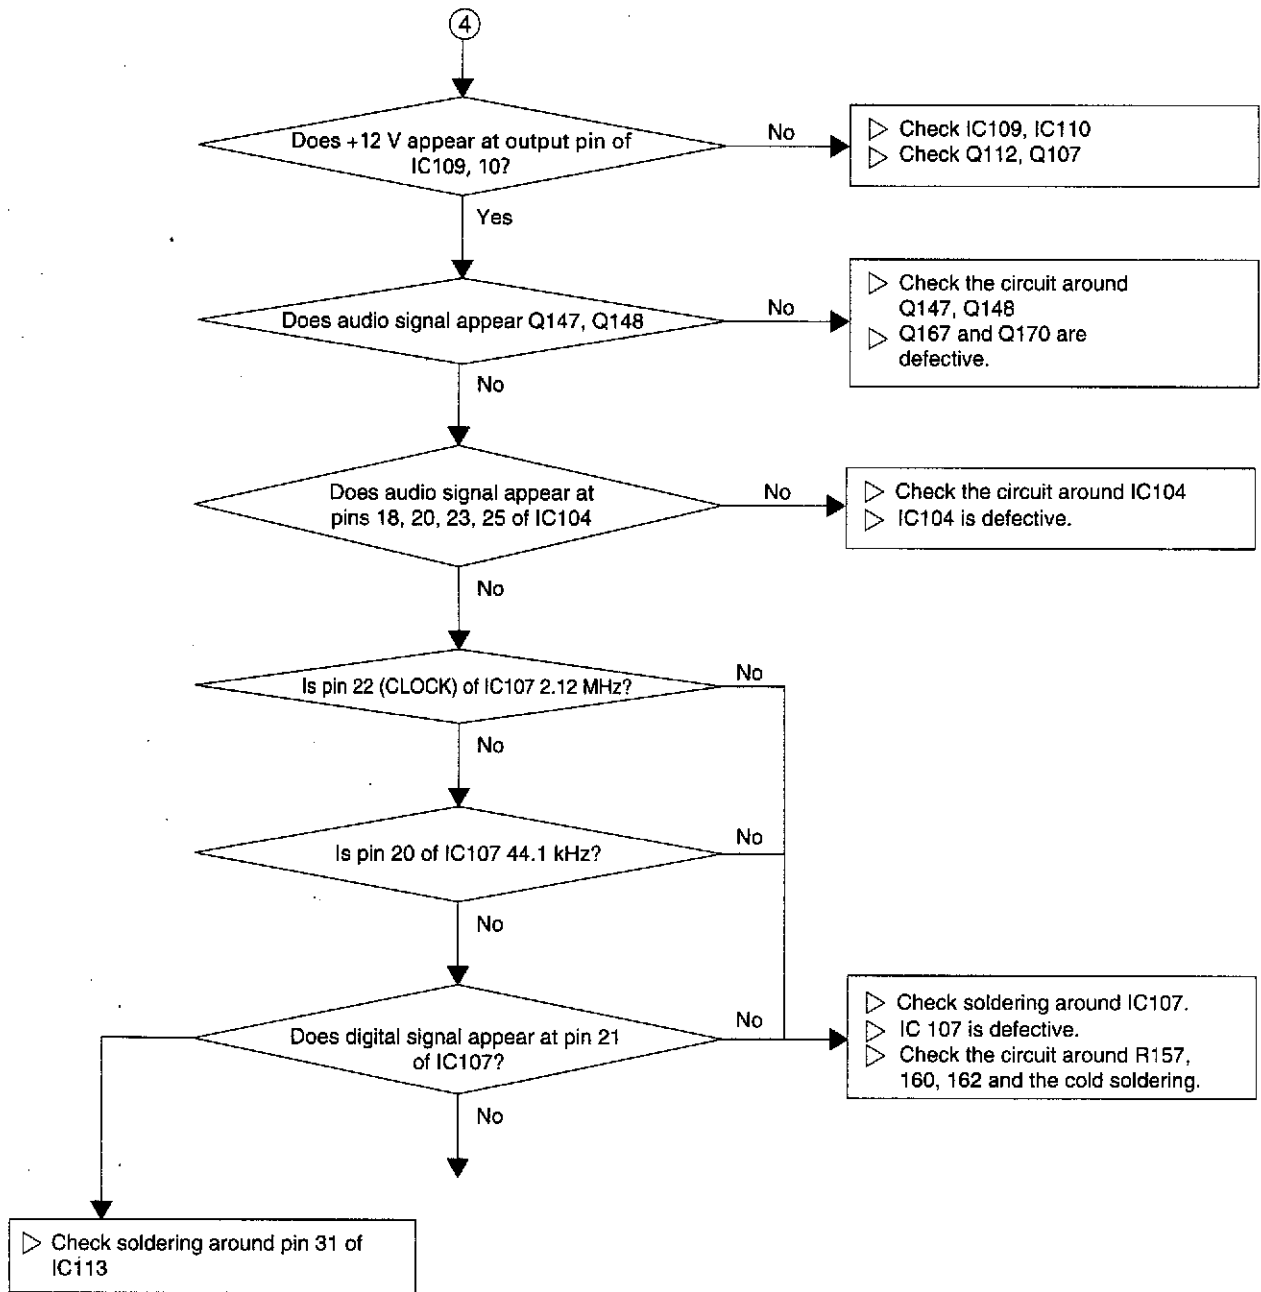 4
Does +12 V appear at output pin of
IC109, 10?
No
▷ Check IC109, IC110
▷ Check Q112, Q107
Yes
Does audio signal appear Q147, Q148
No
▷ Check the circuit around
Q147, Q148
▷ Q167 and Q170 are
defective.
No
Does audio signal appear at
pins 18, 20, 23, 25 of IC104
No
▷ Check the circuit around IC104
▷ IC104 is defective.
No
Is pin 22 (CLOCK) of IC107 2.12 MHz?
No
No
Is pin 20 of IC107 44.1 kHz?
No
No
Does digital signal appear at pin 21
of IC107?
No
▷ Check soldering around IC107.
▷ IC 107 is defective.
▷ Check the circuit around R157,
160, 162 and the cold soldering.
No
▷ Check soldering around pin 31 of
IC113